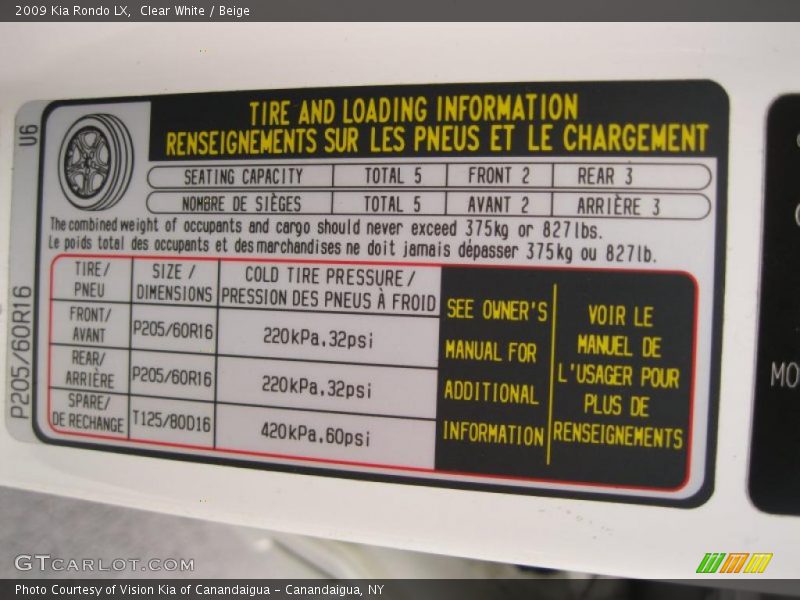 2009 Kia Rondo LX,  Clear White / Beige
U6
P205/60R16
TIRE AND LOADING INFORMATION
RENSEIGNEMENTS SUR LES PNEUS ET LE CHARGEMENT
SEATING CAPACITY TOTAL 5 FRONT 2 REAR 3
NOMBRE DE SIÈGES TOTAL 5 AVANT 2 ARRIÈRE 3
The combined weight of occupants and cargo should never exceed 375kg or 827lbs.
Le poids total des occupants et des marchandises ne doit jamais dépasser 375kg ou 827lb.
TIRE/
PNEU
SIZE /
DIMENSIONS
COLD TIRE PRESSURE/
PRESSION DES PNEUS À FROID
FRONT/
AVANT
P205/60R16
220kPa,32psi
REAR/
ARRIÈRE
P205/60R16
220kPa,32psi
SPARE/
DE RECHANGE
T125/80D16
420kPa,60psi
SEE OWNER'S
MANUAL FOR
ADDITIONAL
INFORMATION
VOIR LE
MANUEL DE
L'USAGER POUR
PLUS DE
RENSEIGNEMENTS
MO
GTCARLOT.COM
Photo Courtesy of Vision Kia of Canandaigua - Canandaigua, NY